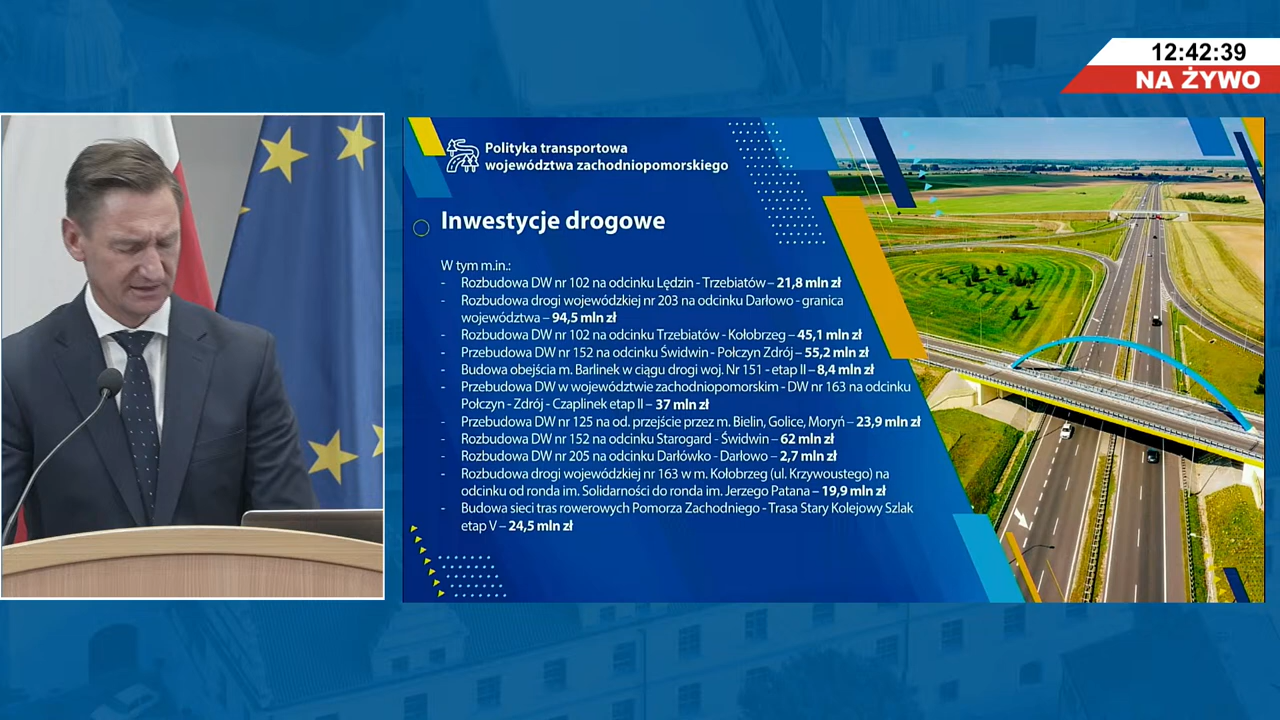 12:42:39
NA ŻYWO
Polityka transportowa
województwa zachodniopomorskiego
Inwestycje drogowe
W tym m.in.:
- Rozbudowa DW nr 102 na odcinku Lędzin - Trzebiatów – 21,8 mln zł
- Rozbudowa drogi wojewódzkiej nr 203 na odcinku Darłowo - granica
województwa – 94,5 mln zł
- Rozbudowa DW nr 102 na odcinku Trzebiatów - Kołobrzeg – 45,1 mln zł
- Przebudowa DW nr 152 na odcinku Świdwin - Połczyn Zdrój – 55,2 mln zł
- Budowa obejścia m. Barlinek w ciągu drogi woj. Nr 151 - etap II – 8,4 mln zł
- Przebudowa DW w województwie zachodniopomorskim - DW nr 163 na odcinku
Połczyn - Zdrój - Czaplinek etap II – 37 mln zł
- Przebudowa DW nr 125 na od. przejście przez m. Bielin, Golice, Moryń – 23,9 mln zł
- Rozbudowa DW nr 152 na odcinku Starogard - Świdwin – 62 mln zł
- Rozbudowa DW nr 205 na odcinku Darłówko - Darłowo – 2,7 mln zł
- Rozbudowa drogi wojewódzkiej nr 163 w m. Kołobrzeg (ul. Krzywoustego) na
odcinku od ronda im. Solidarności do ronda im. Jerzego Patana – 19,9 mln zł
- Budowa sieci tras rowerowych Pomorza Zachodniego - Trasa Stary Kolejowy Szlak
etap V – 24,5 mln zł